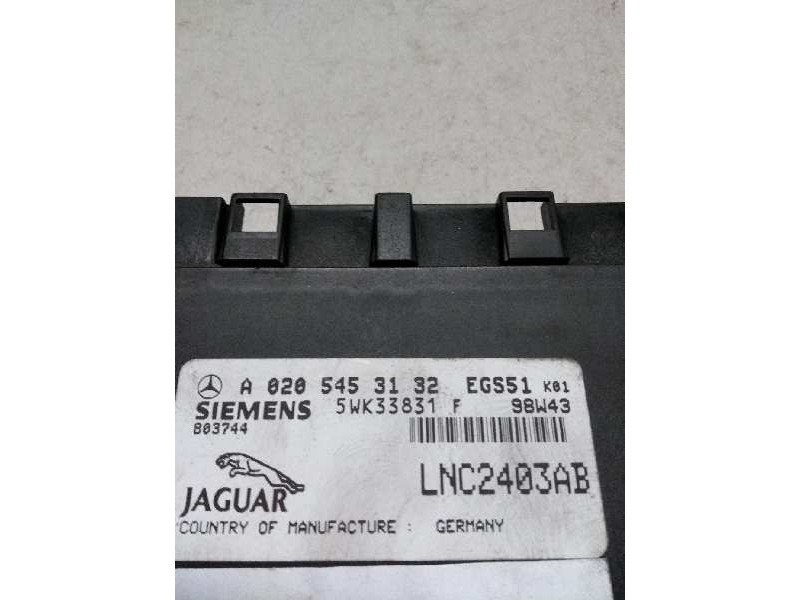 A 020 545 31 32 EGS51 K01
SIEMENS 5WK33831 F 98W43
803744
LNC2403AB
JAGUAR
COUNTRY OF MANUFACTURE : GERMANY